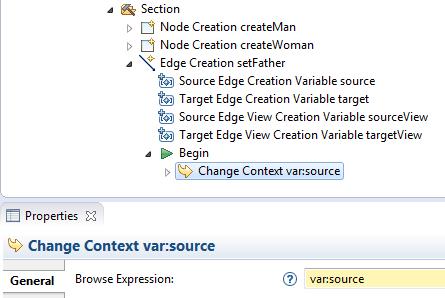 Section
Node Creation createMan
Node Creation createWoman
Edge Creation setFather
Source Edge Creation Variable source
Target Edge Creation Variable target
Source Edge View Creation Variable sourceView
Target Edge View Creation Variable targetView
Begin
Change Context var:source
Properties
Change Context var:source
General
Browse Expression: ? var:source